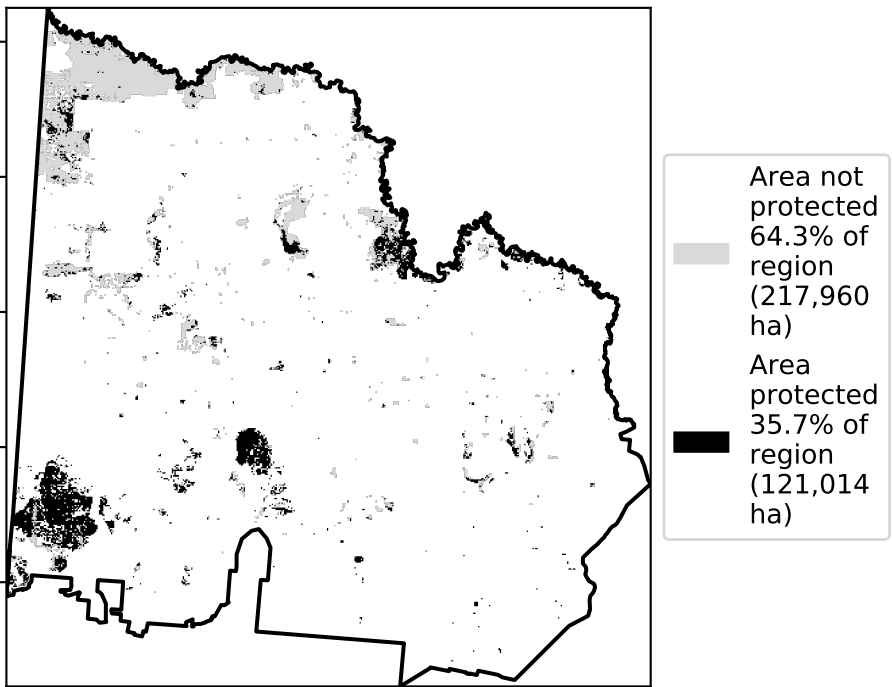 Area not
protected
64.3% of
region
(217,960
ha)
Area
protected
35.7% of
region
(121,014
ha)